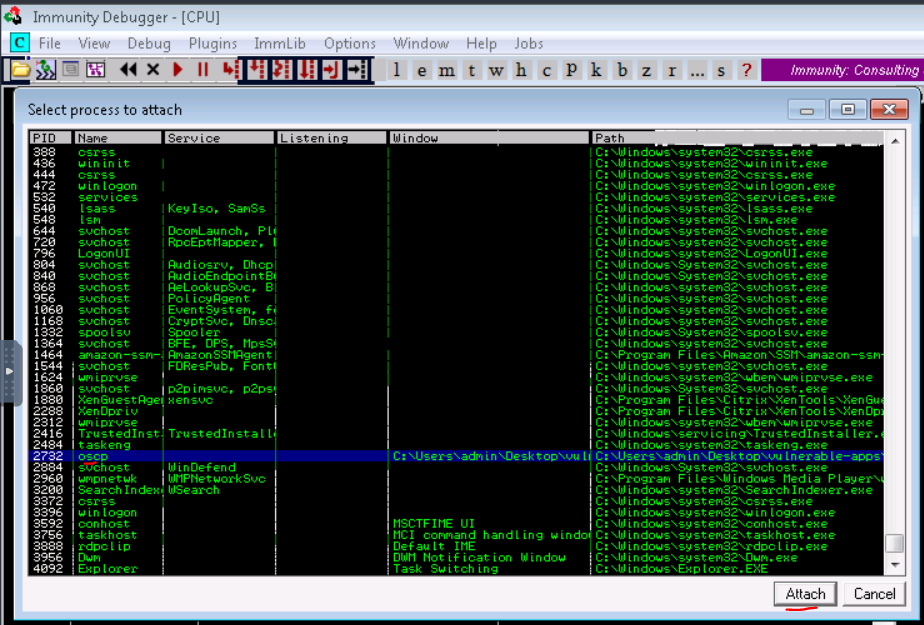 Immunity Debugger - [CPU]
C File View Debug Plugins ImmLib Options Window Help Jobs
l e m t w h c P k b z r ... s ? Immunity: Consulting
Select process to attach
PID Name Service Listening Window Path
388 csrss C:\Windows\system32\csrss.exe
436 wininit C:\Windows\system32\wininit.exe
444 csrss C:\Windows\system32\csrss.exe
472 winlogon C:\Windows\system32\winlogon.exe
532 services C:\Windows\system32\services.exe
540 lsass KeyIso, SamSs C:\Windows\system32\lsass.exe
548 lsm C:\Windows\system32\lsm.exe
644 svchost DcomLaunch, Pl C:\Windows\system32\svchost.exe
720 svchost RpcEptMapper, C:\Windows\system32\svchost.exe
796 LogonUI C:\Windows\system32\LogonUI.exe
804 svchost Audiosrv, Dhcp C:\Windows\System32\svchost.exe
840 svchost AudioEndpointB C:\Windows\System32\svchost.exe
868 svchost AeLookupSvc, B C:\Windows\system32\svchost.exe
956 svchost PolicyAgent C:\Windows\system32\svchost.exe
1060 svchost EventSystem, f C:\Windows\system32\svchost.exe
1168 svchost CryptSvc, Dnsc C:\Windows\system32\svchost.exe
1332 spoolsv Spooler C:\Windows\System32\spoolsv.exe
1364 svchost BFE, DPS, MpsS C:\Windows\system32\svchost.exe
1464 amazon-ssm- AmazonSSMAgent C:\Program Files\Amazon\SSM\amazon-ssm-
1544 svchost FDResPub, Font C:\Windows\system32\svchost.exe
1624 wmiprvse C:\Windows\system32\wbem\wmiprvse.exe
1860 svchost p2pimsvc, p2ps C:\Windows\System32\svchost.exe
1880 XenGuestAge xensvc C:\Program Files\Citrix\XenTools\XenGue
2288 XenDpriv C:\Program Files\Citrix\XenTools\XenDp
2312 wmiprvse C:\Windows\system32\wbem\wmiprvse.exe
2416 TrustedInst TrustedInstall C:\Windows\servicing\TrustedInstaller.e
2484 taskeng C:\Windows\system32\taskeng.exe
2732 oscp C:\Users\admin\Desktop\vul C:\Users\admin\Desktop\vulnerable-apps\
2884 svchost WinDefend C:\Windows\System32\svchost.exe
2960 wmpnetwk WMPNetworkSvc C:\Program Files\Windows Media Player\w
3200 SearchIndex WSearch C:\Windows\system32\SearchIndexer.exe
3372 csrss C:\Windows\system32\csrss.exe
3396 winlogon C:\Windows\system32\winlogon.exe
3592 conhost MSCTFIME UI C:\Windows\system32\conhost.exe
3756 taskhost MCI command handling windo C:\Windows\system32\taskhost.exe
3888 rdpclip Default IME C:\Windows\system32\rdpclip.exe
3956 Dwm DWM Notification Window C:\Windows\system32\Dwm.exe
4092 Explorer Task Switching C:\Windows\Explorer.EXE
Attach Cancel